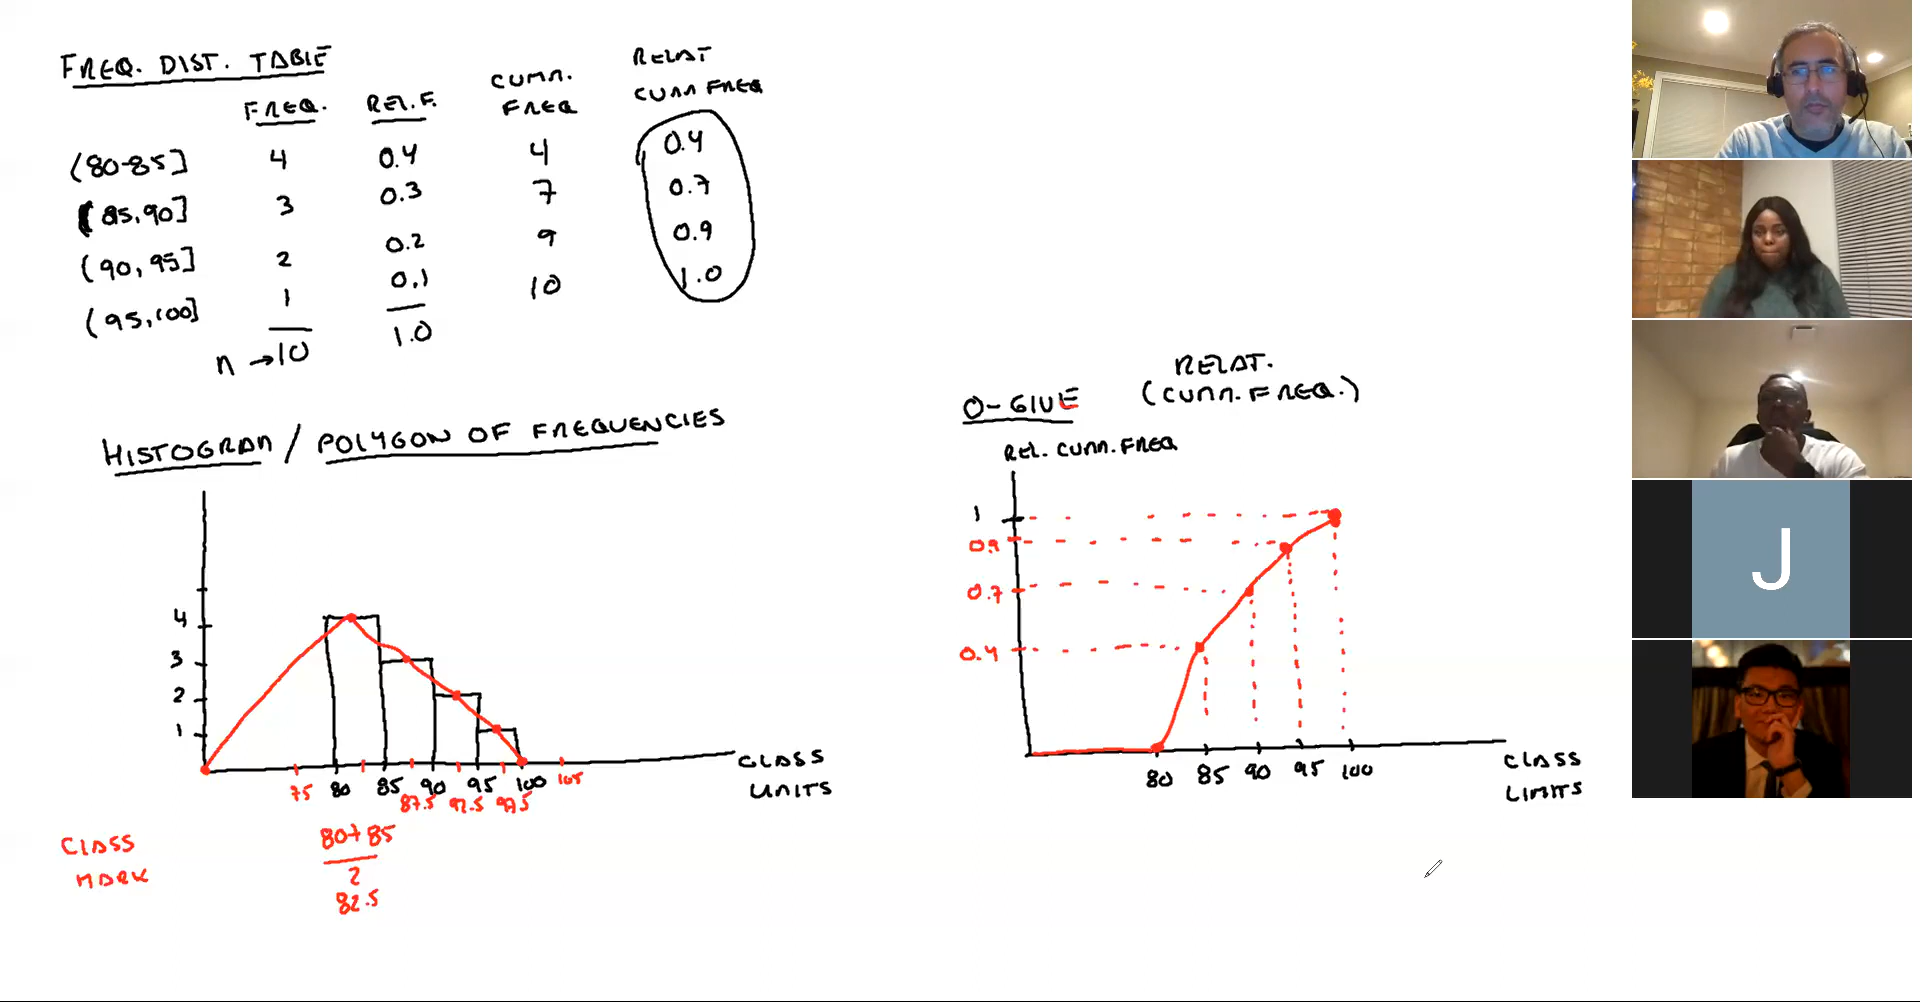 FREQ. DIST. TABLE
FREQ. REL.F. CUMM. FREQ RELAT CUMM FREQ
(80-85] 4 0.4 4 0.4
(85,90] 3 0.3 7 0.7
(90,95] 2 0.2 9 0.9
(95,100] 1 0.1 10 1.0
n → 10 1.0
HISTOGRAM / POLYGON OF FREQUENCIES
4
3
2
1
75 80 85 90 95 100 105
87.5 92.5 97.5
CLASS
LIMITS
CLASS
MARK
80+85
2
82.5
O-GIVE
RELAT.
(CUMM.FREQ.)
REL. CUMM. FREQ
1
0.9
0.7
0.4
80 85 90 95 100
CLASS
LIMITS
J